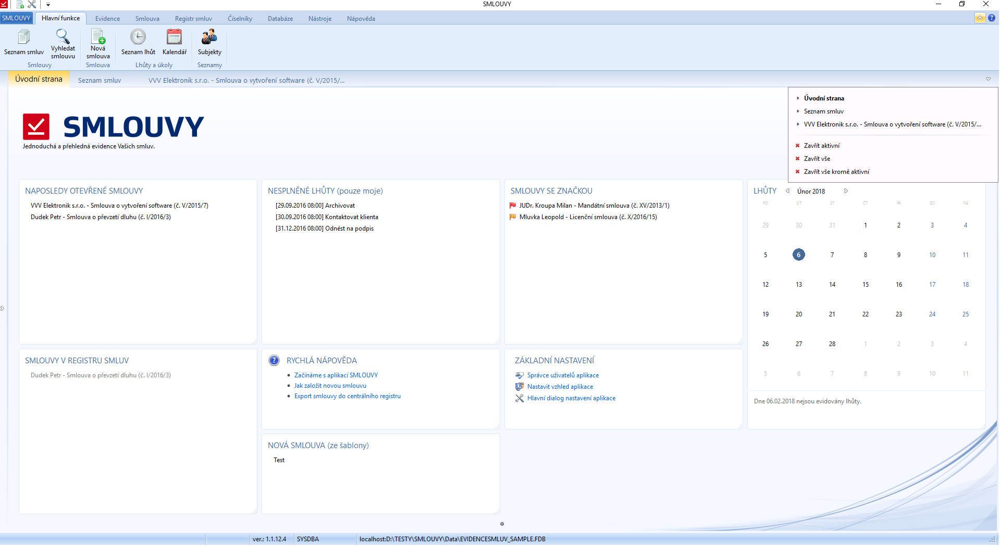 SMLOUVY
SMLOUVY Hlavní funkce Evidence Smlouva Registr smluv Číselníky Databáze Nástroje Nápověda
Seznam smluv
Vyhledat
smlouvu
Nová
smlouva
Seznam lhůt
Kalendář
Subjekty
Smlouvy Smlouva Lhůty a úkoly Seznamy
Úvodní strana Seznam smluv VVV Elektronik s.r.o. - Smlouva o vytvoření software (č. V/2015/...
Úvodní strana
Seznam smluv
VVV Elektronik s.r.o. - Smlouva o vytvoření software (č. V/2015/...
Zavřít aktivní
Zavřít vše
Zavřít vše kromě aktivní
SMLOUVY
Jednoduchá a přehledná evidence Vašich smluv.
NAPOSLEDY OTEVŘENÉ SMLOUVY
VVV Elektronik s.r.o. - Smlouva o vytvoření software (č. V/2015/7)
Dudek Petr - Smlouva o převzetí dluhu (č. I/2016/3)
NESPLNĚNÉ LHŮTY (pouze moje)
[29.09.2016 08:00] Archivovat
[30.09.2016 08:00] Kontaktovat klienta
[31.12.2016 08:00] Odnést na podpis
SMLOUVY SE ZNAČKOU
JUDr. Kroupa Milan - Mandátní smlouva (č. XV/2013/1)
Mluvka Leopold - Licenční smlouva (č. X/2016/15)
LHŮTY Únor 2018
PO ÚT ST ČT PÁ SO NE
29 30 31 1 2 3 4
5 6 7 8 9 10 11
12 13 14 15 16 17 18
19 20 21 22 23 24 25
26 27 28 1 2 3 4
5 6 7 8 9 10 11
Dne 06.02.2018 nejsou evidovány lhůty.
SMLOUVY V REGISTRU SMLUV
Dudek Petr - Smlouva o převzetí dluhu (č. I/2016/3)
? RYCHLÁ NÁPOVĚDA
Začínáme s aplikací SMLOUVY
Jak založit novou smlouvu
Export smlouvy do centrálního registru
ZÁKLADNÍ NASTAVENÍ
Správce uživatelů aplikace
Nastavit vzhled aplikace
Hlavní dialog nastavení aplikace
NOVÁ SMLOUVA (ze šablony)
Test
ver.: 1.1.12.4 SYSDBA localhost:D:\TESTY\SMLOUVY\Data\EVIDENCESMLUV_SAMPLE.FDB